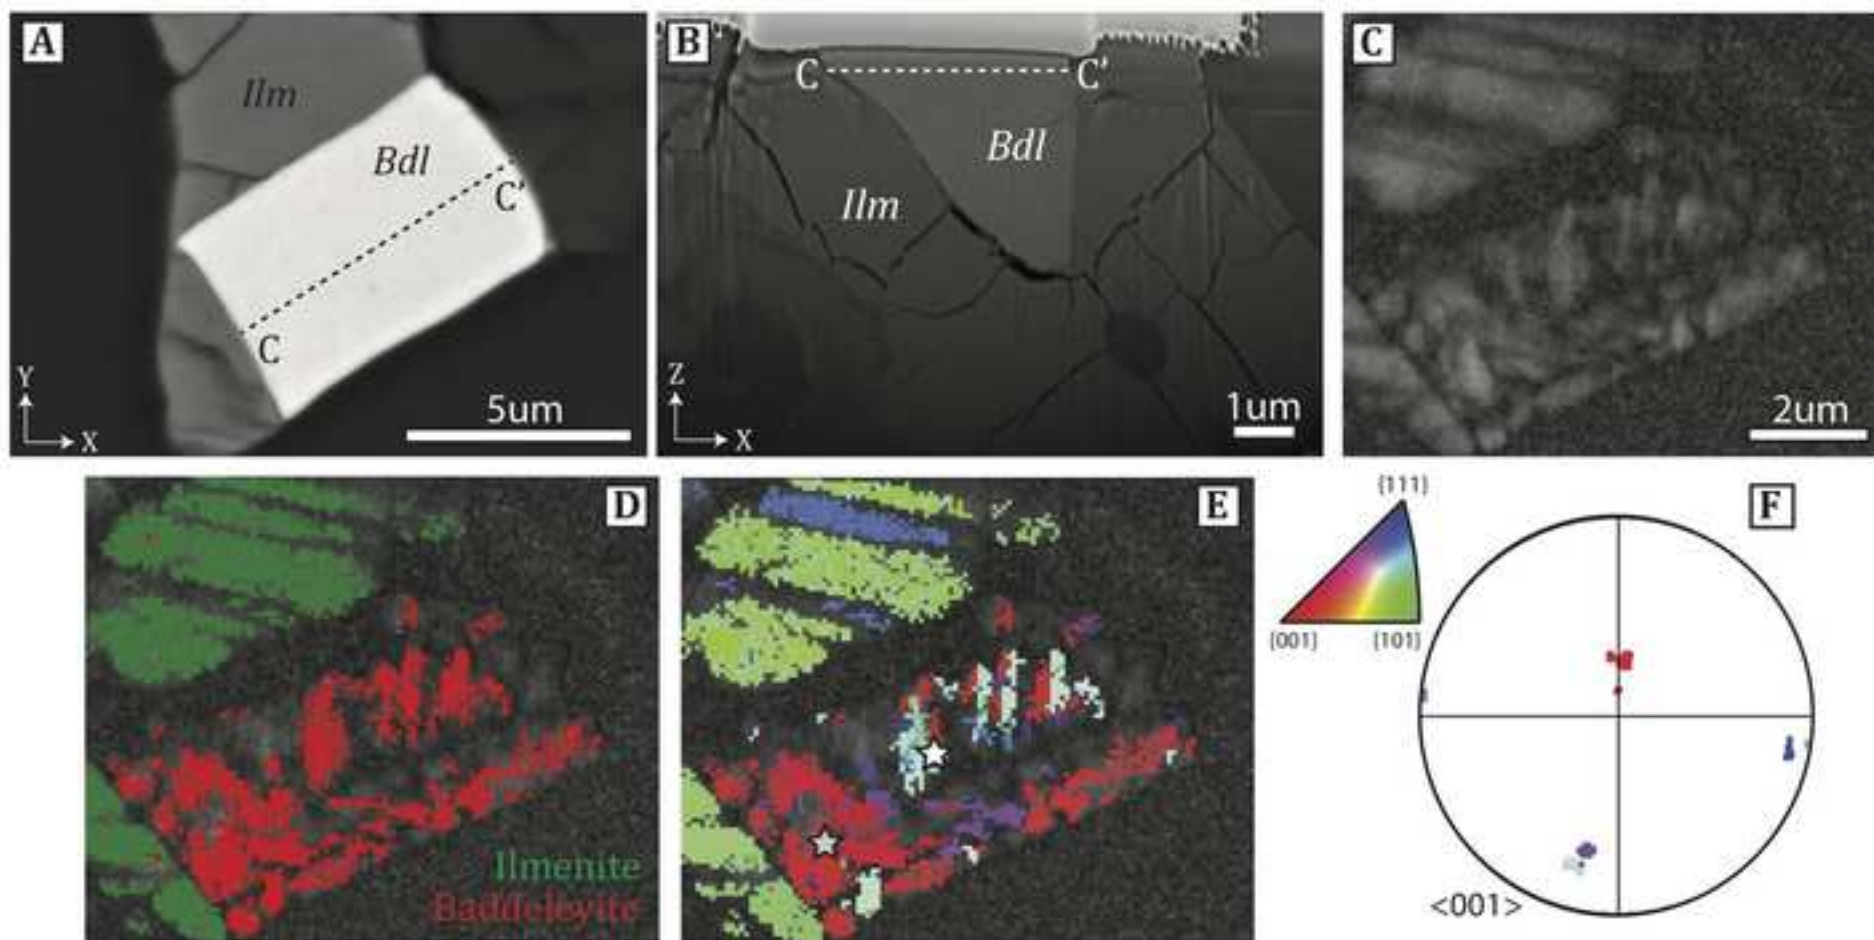 A
Ilm
Bdl
C'
C
Y
X
5um
B
C
C'
Bdl
Ilm
Z
X
1um
C
2um
D
Ilmenite
Baddeleyite
E
{111}
{001}
{101}
F
<001>